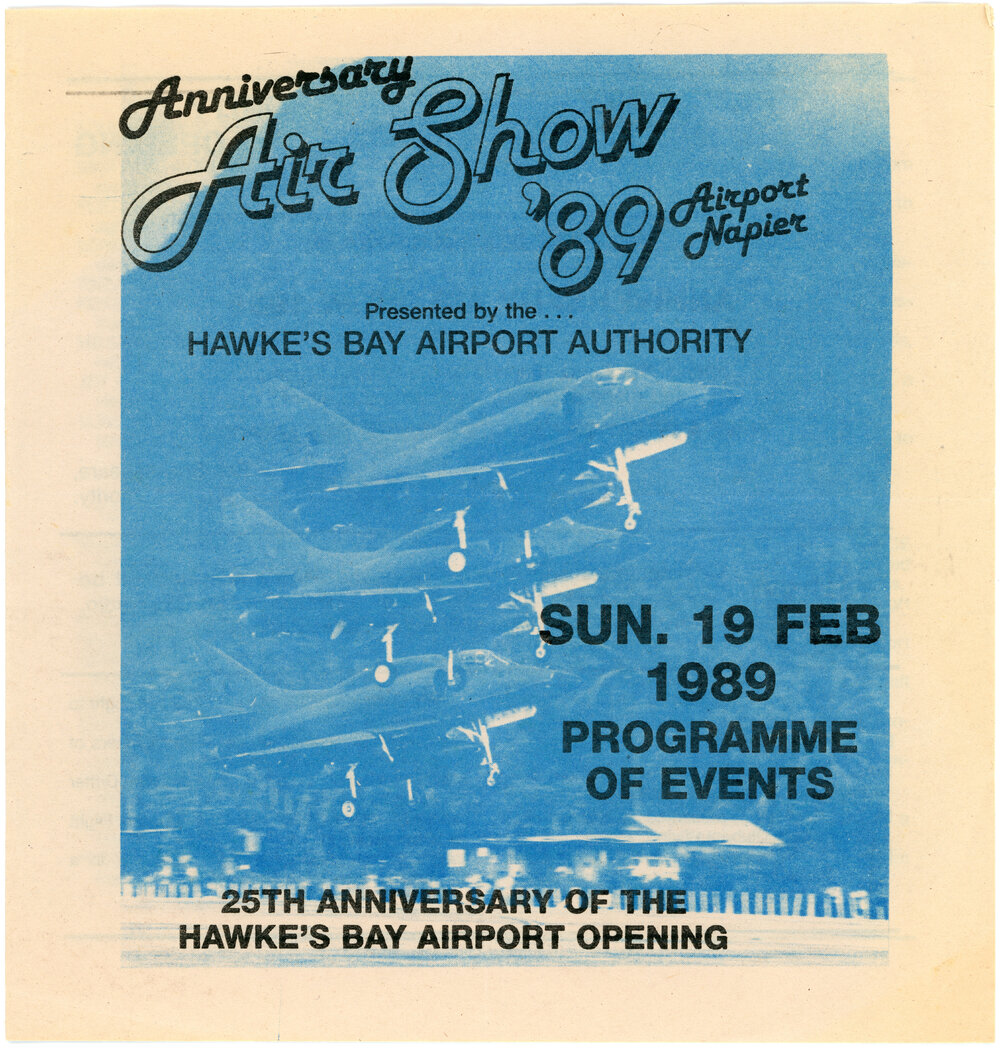 Anniversary
Air Show
'89
Airport
Napier
Presented by the . . .
HAWKE'S BAY AIRPORT AUTHORITY
SUN. 19 FEB
1989
PROGRAMME
OF EVENTS
25TH ANNIVERSARY OF THE
HAWKE'S BAY AIRPORT OPENING